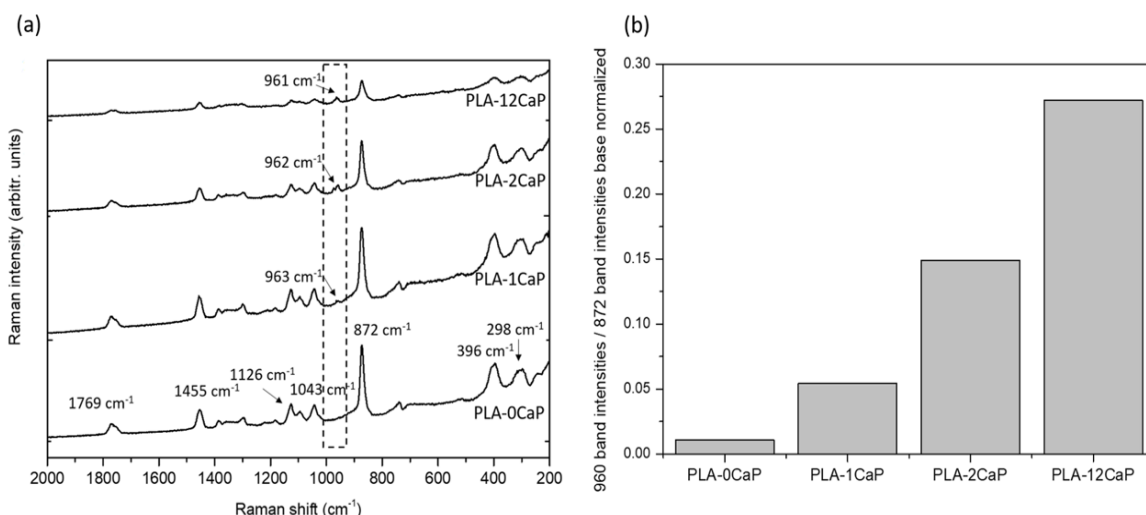 (a)
Raman intensity (arbitr. units)
961 cm⁻¹
PLA-12CaP
962 cm⁻¹
PLA-2CaP
963 cm⁻¹
PLA-1CaP
872 cm⁻¹
298 cm⁻¹
396 cm⁻¹
1126 cm⁻¹
1043 cm⁻¹
1455 cm⁻¹
1769 cm⁻¹
PLA-0CaP
2000 1800 1600 1400 1200 1000 800 600 400 200
Raman shift (cm⁻¹)
(b)
960 band intensities / 872 band intensities base normalized
0.30
0.25
0.20
0.15
0.10
0.05
0.00
PLA-0CaP PLA-1CaP PLA-2CaP PLA-12CaP